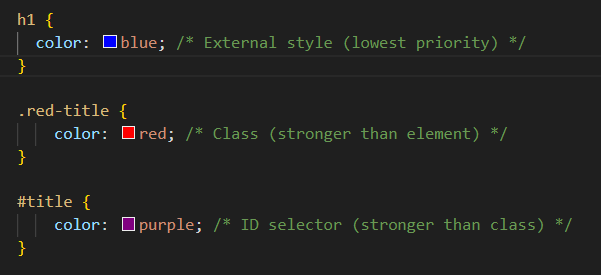 h1 {
  color: blue; /* External style (lowest priority) */
}
.red-title {
    color: red; /* Class (stronger than element) */
}
#title {
    color: purple; /* ID selector (stronger than class) */
}